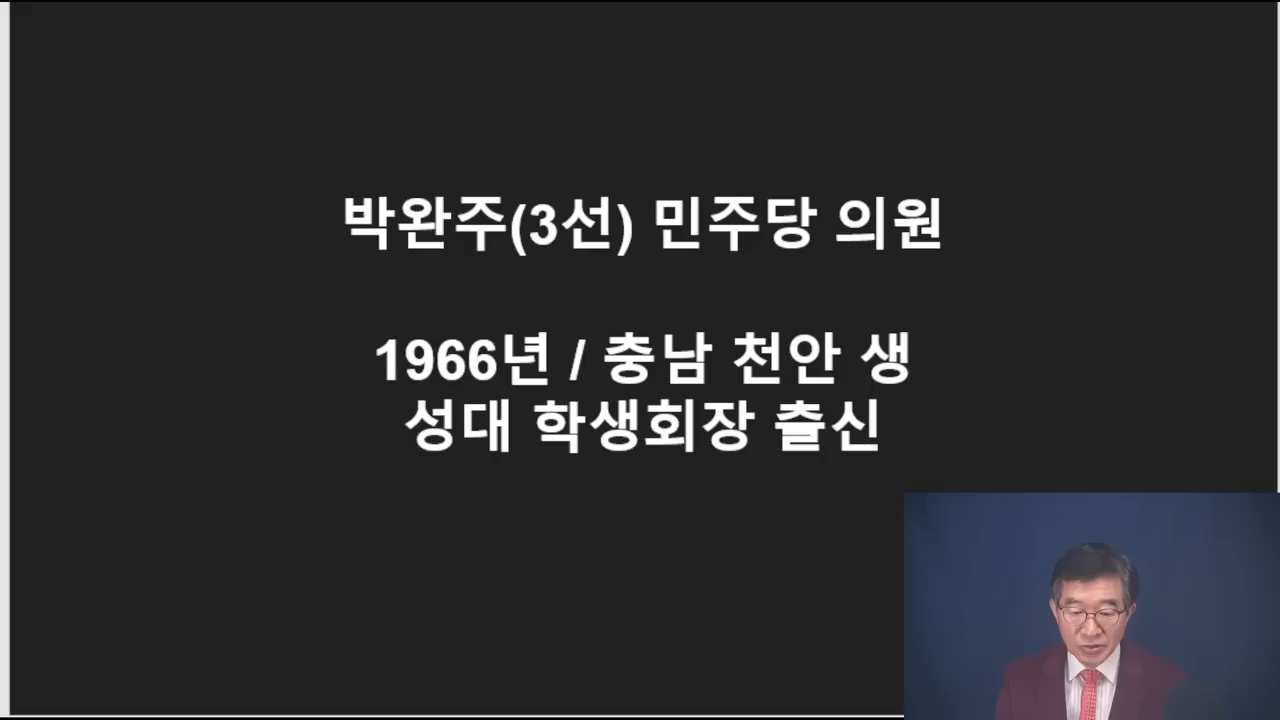 박완주(3선) 민주당 의원
1966년 / 충남 천안 생
성대 학생회장 출신